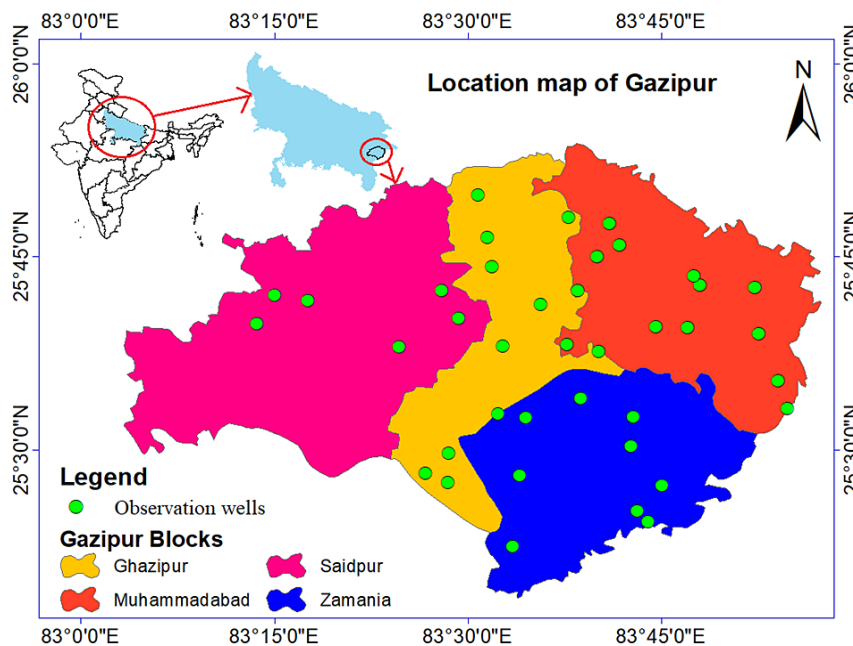 83°0'0"E 83°15'0"E 83°30'0"E 83°45'0"E
26°0'0"N
26°0'0"N
Location map of Gazipur
N
25°45'0"N
25°45'0"N
25°30'0"N
25°30'0"N
Legend
Observation wells
Gazipur Blocks
Ghazipur Saidpur
Muhammadabad Zamania
83°0'0"E 83°15'0"E 83°30'0"E 83°45'0"E